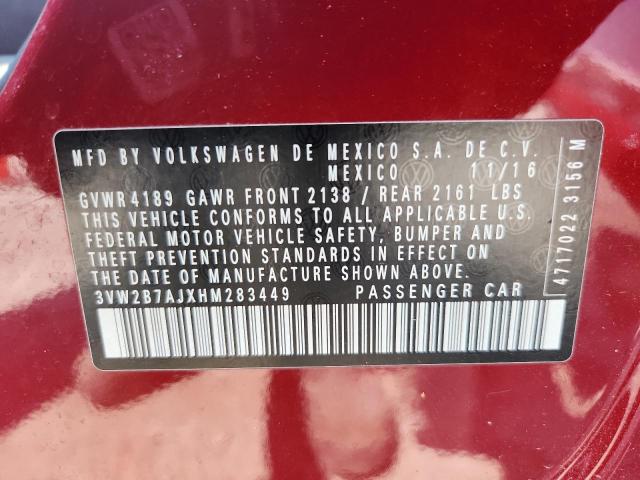 MFD BY VOLKSWAGEN DE MEXICO S.A. DE C.V.
MEXICO 11/16
GVWR 4189 GAWR FRONT 2138 / REAR 2161 LBS
THIS VEHICLE CONFORMS TO ALL APPLICABLE U.S.
FEDERAL MOTOR VEHICLE SAFETY, BUMPER AND
THEFT PREVENTION STANDARDS IN EFFECT ON
THE DATE OF MANUFACTURE SHOWN ABOVE.
3VW2B7AJXHM283449 PASSENGER CAR
4717022 3156 M